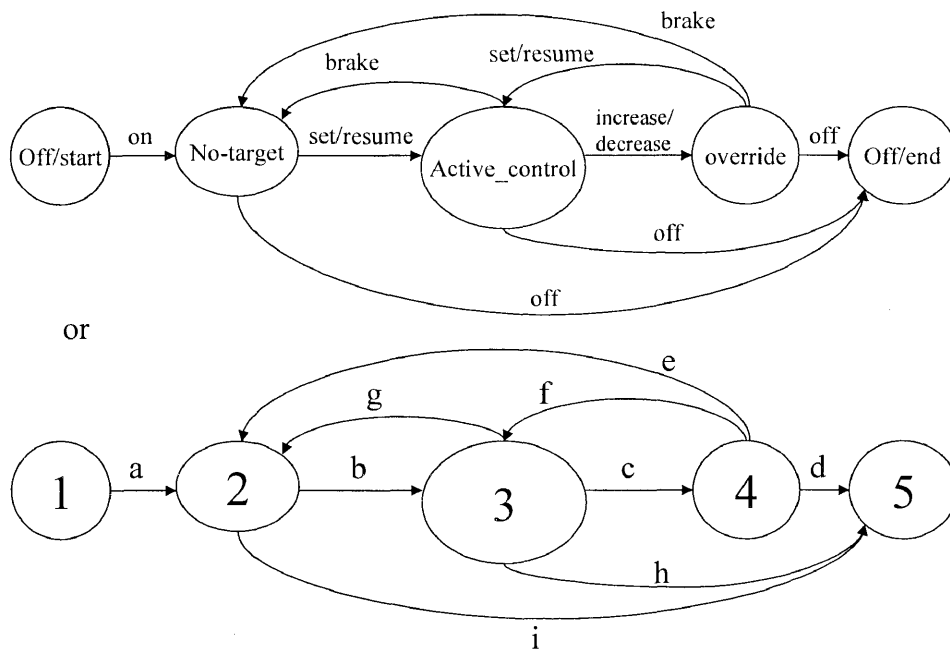 brake
set/resume
brake
increase/
decrease
on
set/resume
off
Off/start
No-target
Active_control
override
Off/end
off
off
or
e
f
g
a
b
c
d
1
2
3
4
5
h
i